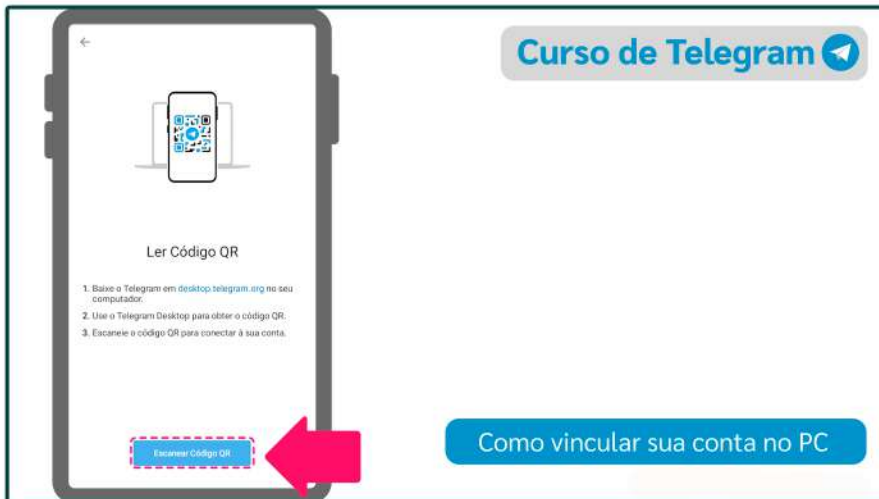 Curso de Telegram
Ler Código QR
1. Baixe o Telegram em desktop.telegram.org no seu
computador.
2. Use o Telegram Desktop para obter o código QR.
3. Escaneie o código QR para conectar à sua conta.
Escanear Código QR
Como vincular sua conta no PC